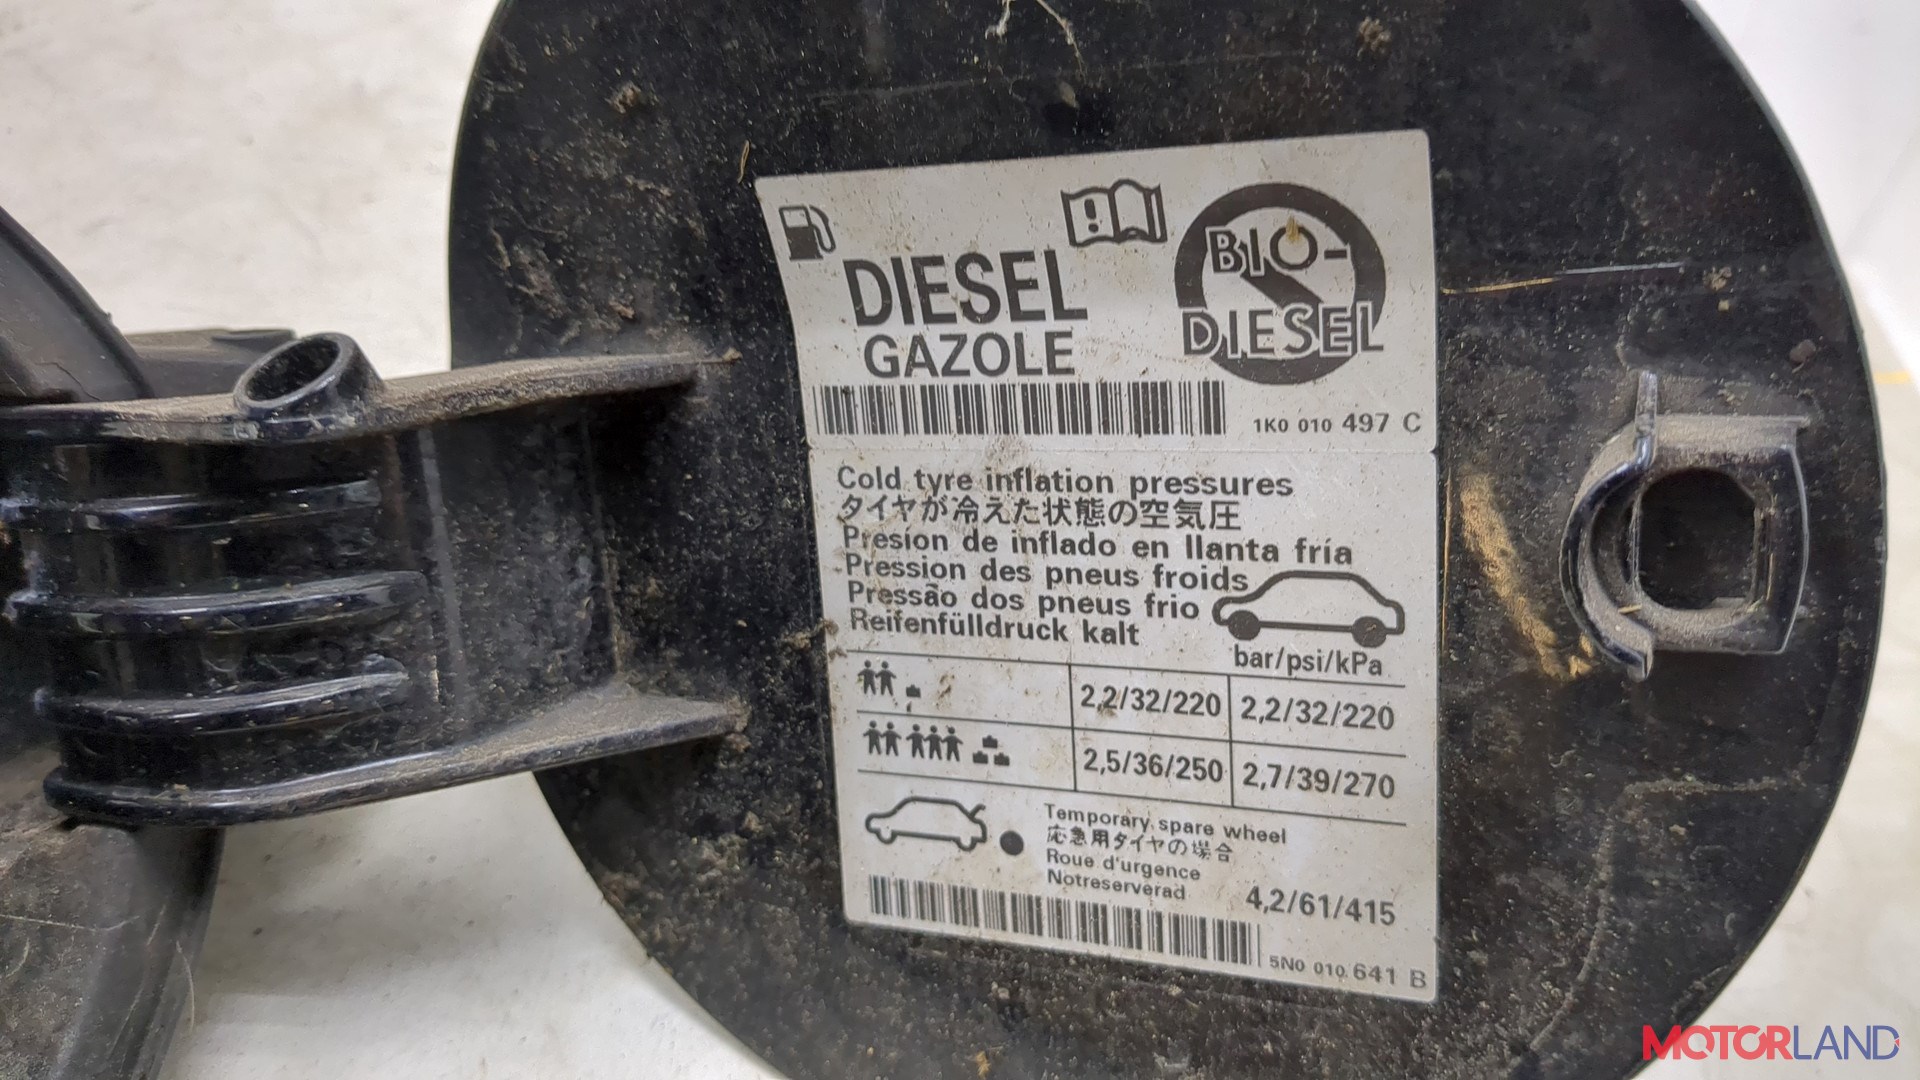 DIESEL
GAZOLE
BIO-
DIESEL
1K0 010 497 C
Cold tyre inflation pressures
タイヤが冷えた状態の空気圧
Presion de inflado en llanta fría
Pression des pneus froids
Pressão dos pneus frio
Reifenfülldruck kalt
bar/psi/kPa
2,2/32/220 2,2/32/220
2,5/36/250 2,7/39/270
Temporary spare wheel
応急用タイヤの場合
Roue d'urgence
Notreserverad
4,2/61/415
5N0 010 641 B
MOTORLAND